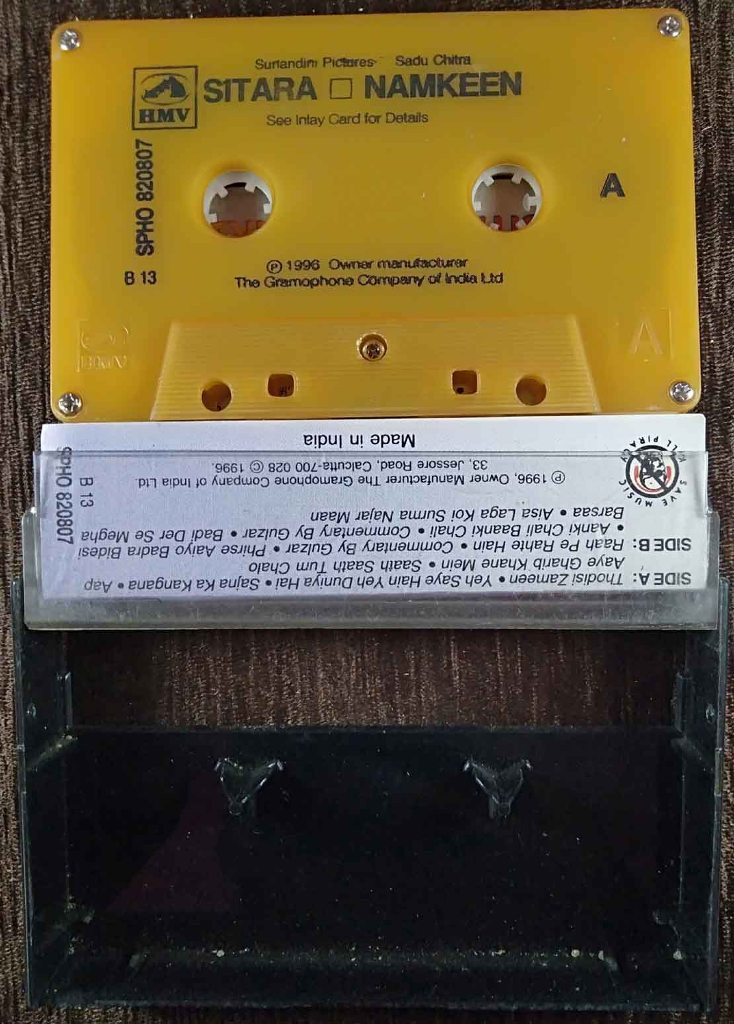 Suriandim Pictures Sadu Chitra
HMV
SITARA □ NAMKEEN
See Inlay Card for Details
SPHO 820807
A
B 13
Ⓟ 1996 Owner manufacturer
The Gramophone Company of India Ltd
A
SIDE A: Thodisi Zameen • Yeh Saye Hain Yeh Duniya Hai • Sajna Ka Kangana • Aap
Aaye Gharib Khane Mein • Saath Saath Tum Chalo
SIDE B: Raah Pe Rahte Hain • Commentary By Gulzar • Phirse Aaiyo Badra Bidesi
• Aanki Chali Baanki Chali • Commentary By Gulzar • Badi Der Se Megha
Barsaa • Aisa Laga Koi Surma Najar Maan
Ⓟ 1996, Owner Manufacturer The Gramophone Company of India Ltd.
33, Jessore Road, Calcutta-700 028 © 1996.
Made in India
SPHO 820807
B 13
SAVE MUSIC